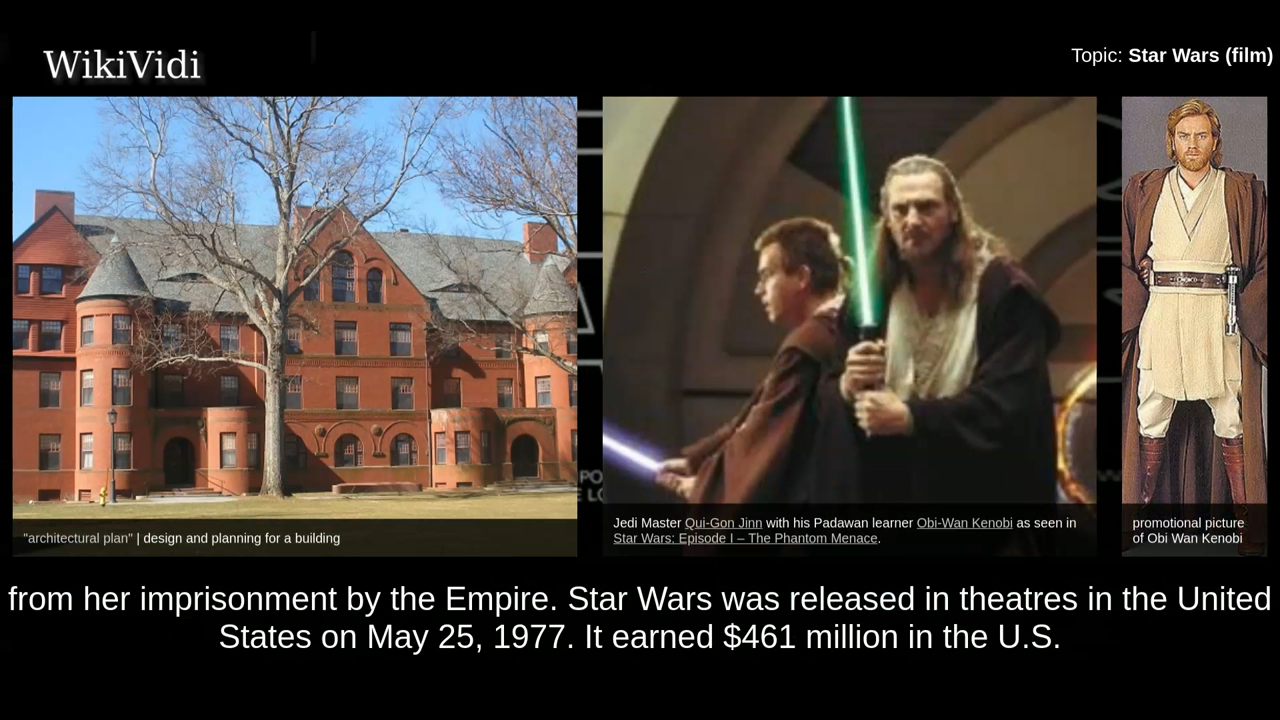 WikiVidi
Topic: Star Wars (film)
"architectural plan" | design and planning for a building
Jedi Master Qui-Gon Jinn with his Padawan learner Obi-Wan Kenobi as seen in
Star Wars: Episode I – The Phantom Menace.
promotional picture
of Obi Wan Kenobi
from her imprisonment by the Empire. Star Wars was released in theatres in the United
States on May 25, 1977. It earned $461 million in the U.S.